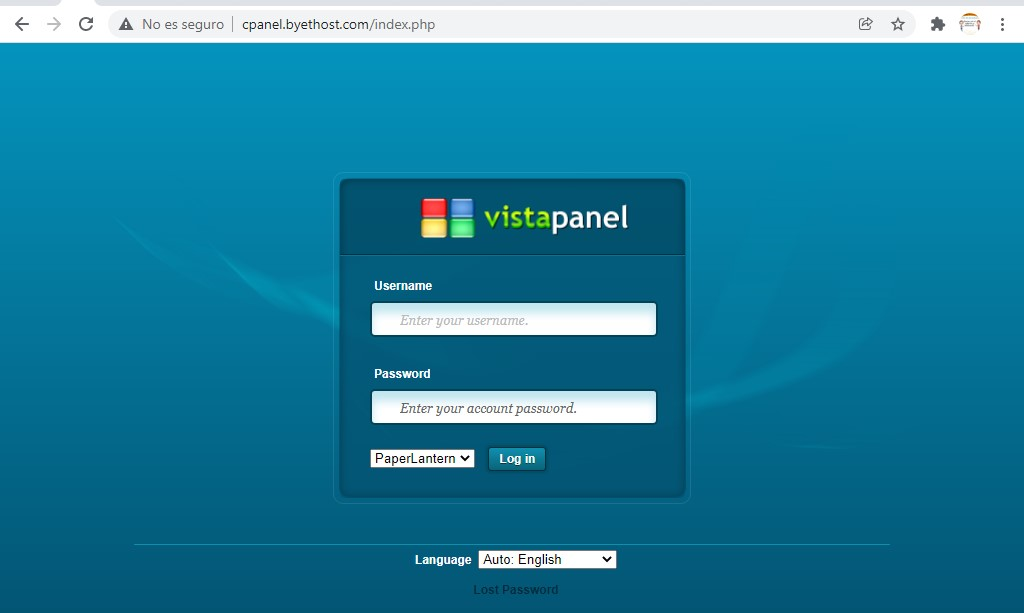 No es seguro | cpanel.byethost.com/index.php
vistapanel
Username
Enter your username.
Password
Enter your account password.
PaperLantern Log in
Language Auto: English
Lost Password